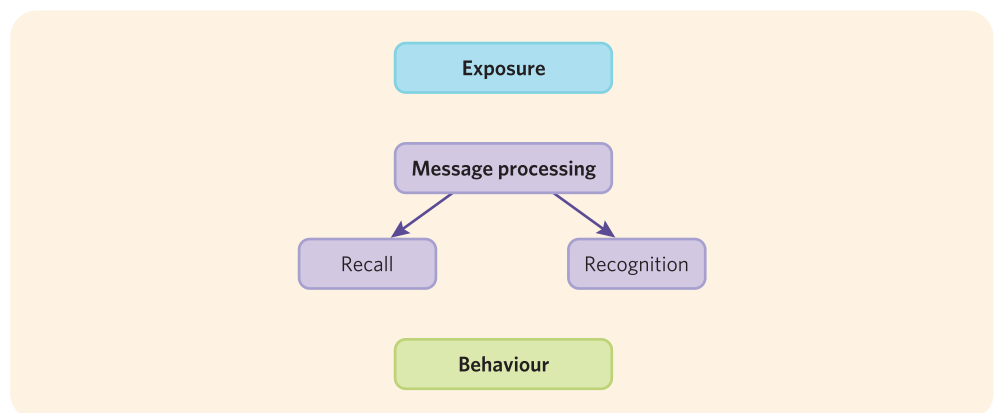 Exposure
Message processing
Recall
Recognition
Behaviour